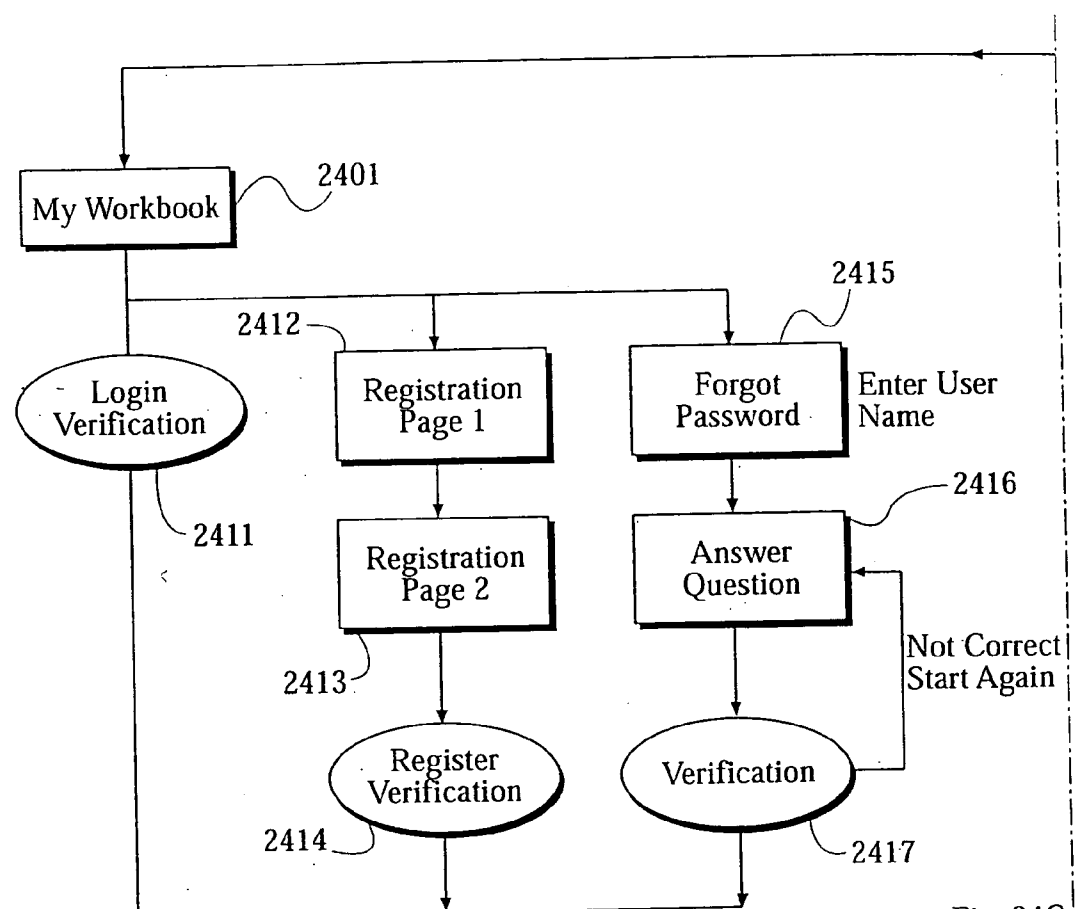 2401
My Workbook
2415
2412
Login
Verification
Registration
Page 1
Forgot
Password
Enter User
Name
2416
2411
Registration
Page 2
Answer
Question
2413
Not Correct
Start Again
Register
Verification
Verification
2414
2417